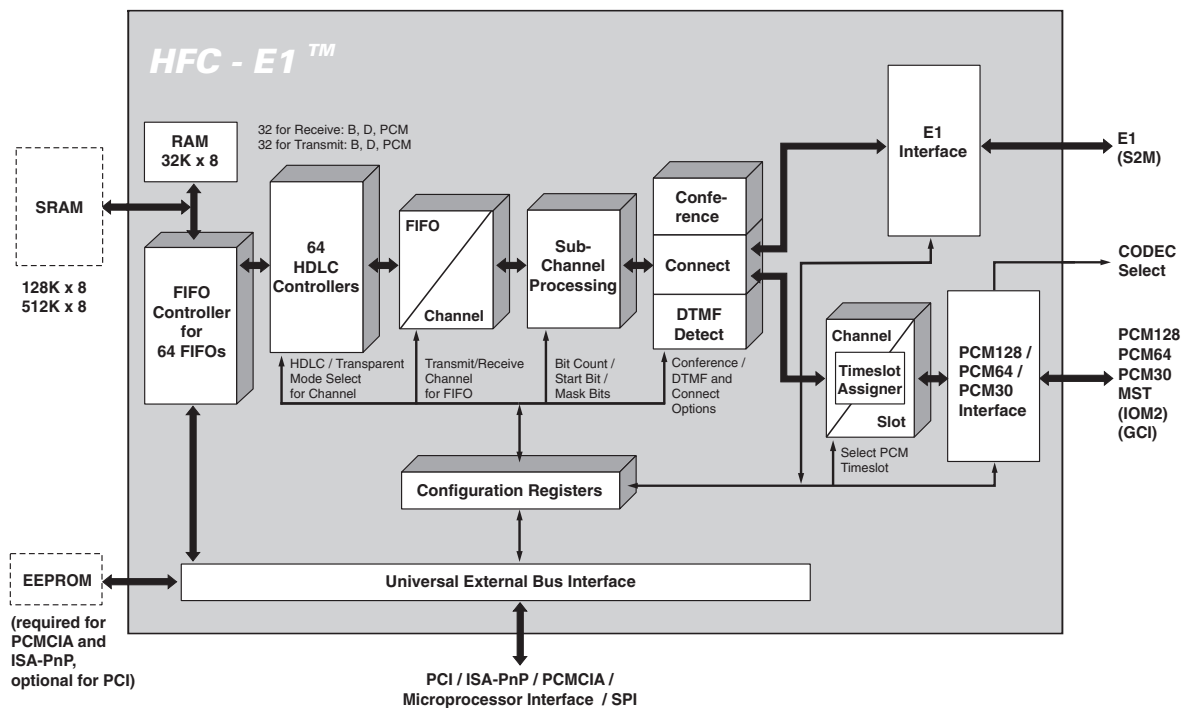 HFC - E1 ™
RAM
32K x 8
32 for Receive: B, D, PCM
32 for Transmit: B, D, PCM
SRAM
128K x 8
512K x 8
FIFO
Controller
for
64 FIFOs
64
HDLC
Controllers
FIFO
Channel
Sub-
Channel
Processing
Confe-
rence
Connect
DTMF
Detect
E1
Interface
E1
(S2M)
CODEC
Select
Channel
Timeslot
Assigner
Slot
PCM128 /
PCM64 /
PCM30
Interface
PCM128
PCM64
PCM30
MST
(IOM2)
(GCI)
HDLC / Transparent
Mode Select
for Channel
Transmit/Receive
Channel
for FIFO
Bit Count /
Start Bit /
Mask Bits
Conference /
DTMF and
Connect
Options
Select PCM
Timeslot
Configuration Registers
EEPROM
(required for
PCMCIA and
ISA-PnP,
optional for PCI)
Universal External Bus Interface
PCI / ISA-PnP / PCMCIA /
Microprocessor Interface / SPI